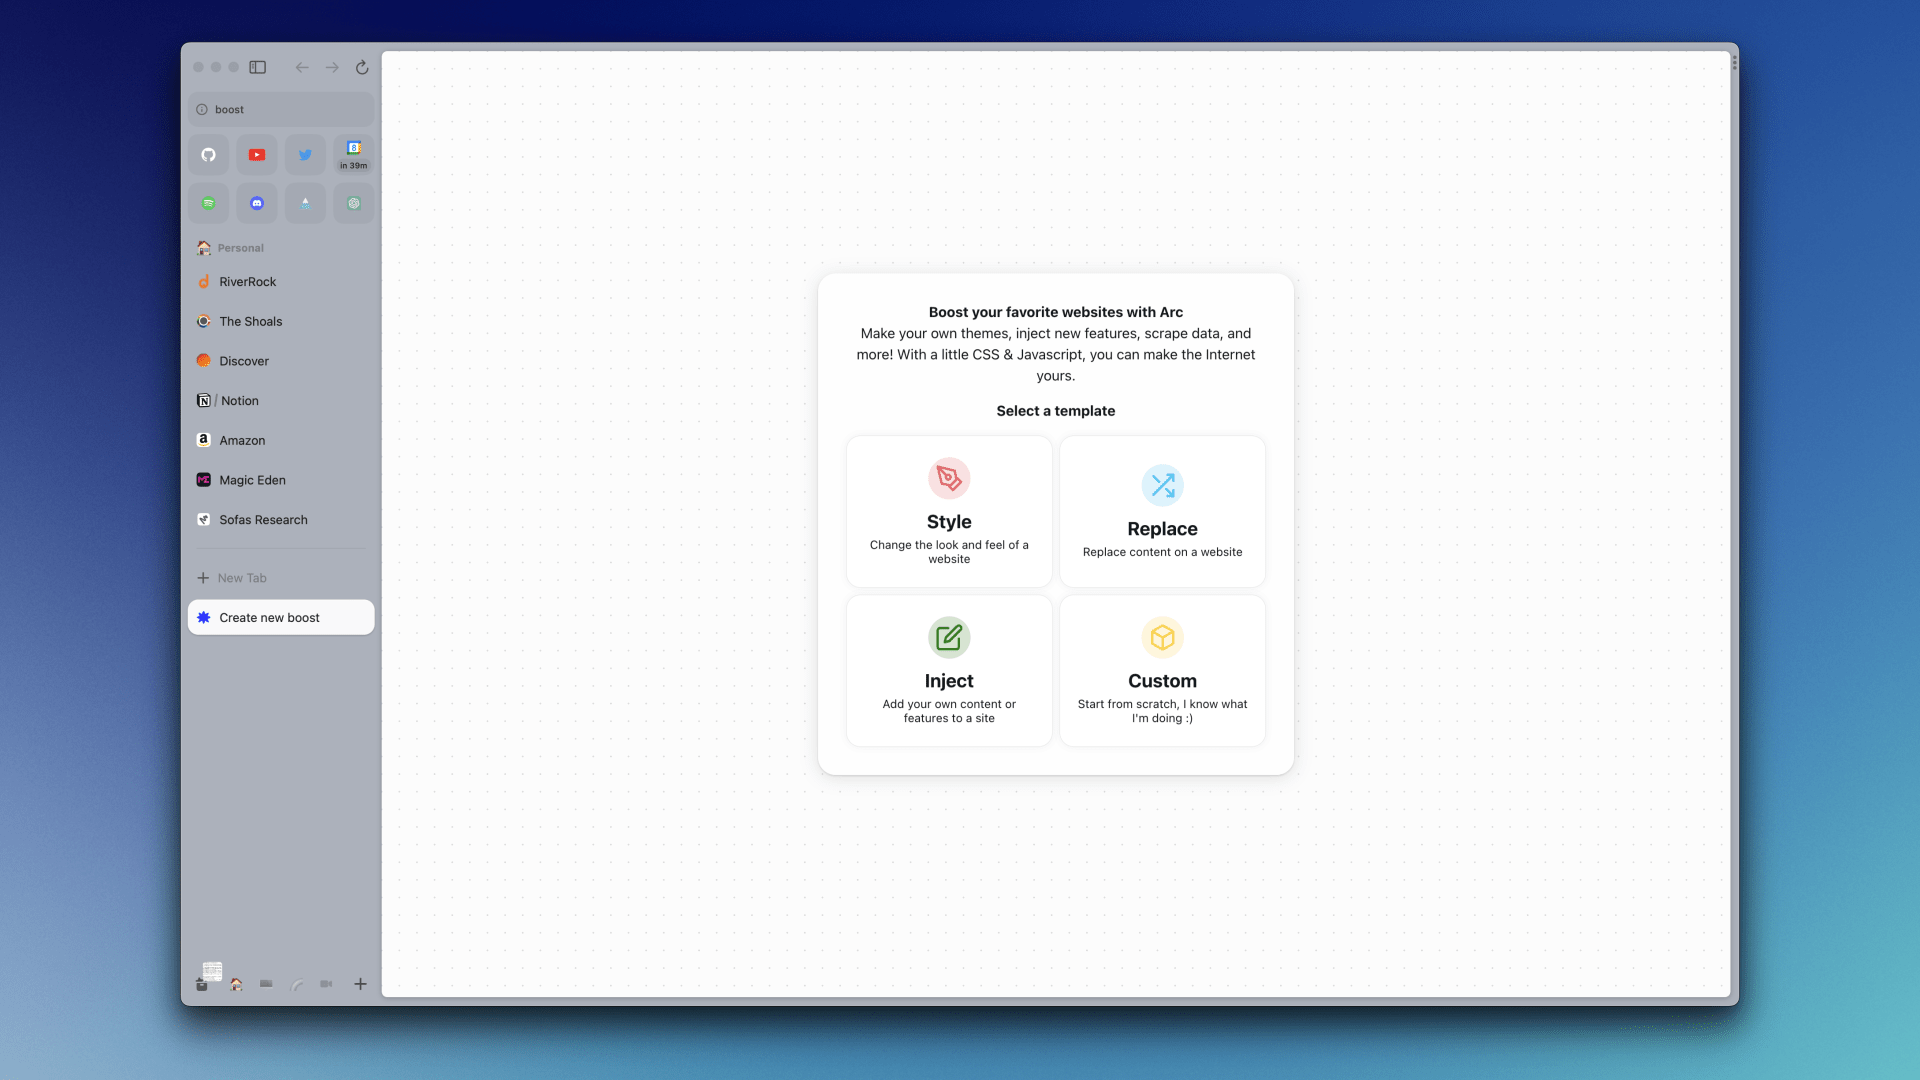 boost
8
in 39m
Personal
RiverRock
The Shoals
Discover
/ Notion
Amazon
Magic Eden
Sofas Research
New Tab
Create new boost
Boost your favorite websites with Arc
Make your own themes, inject new features, scrape data, and
more! With a little CSS & Javascript, you can make the Internet
yours.
Select a template
Style
Change the look and feel of a
website
Replace
Replace content on a website
Inject
Add your own content or
features to a site
Custom
Start from scratch, I know what
I'm doing :)